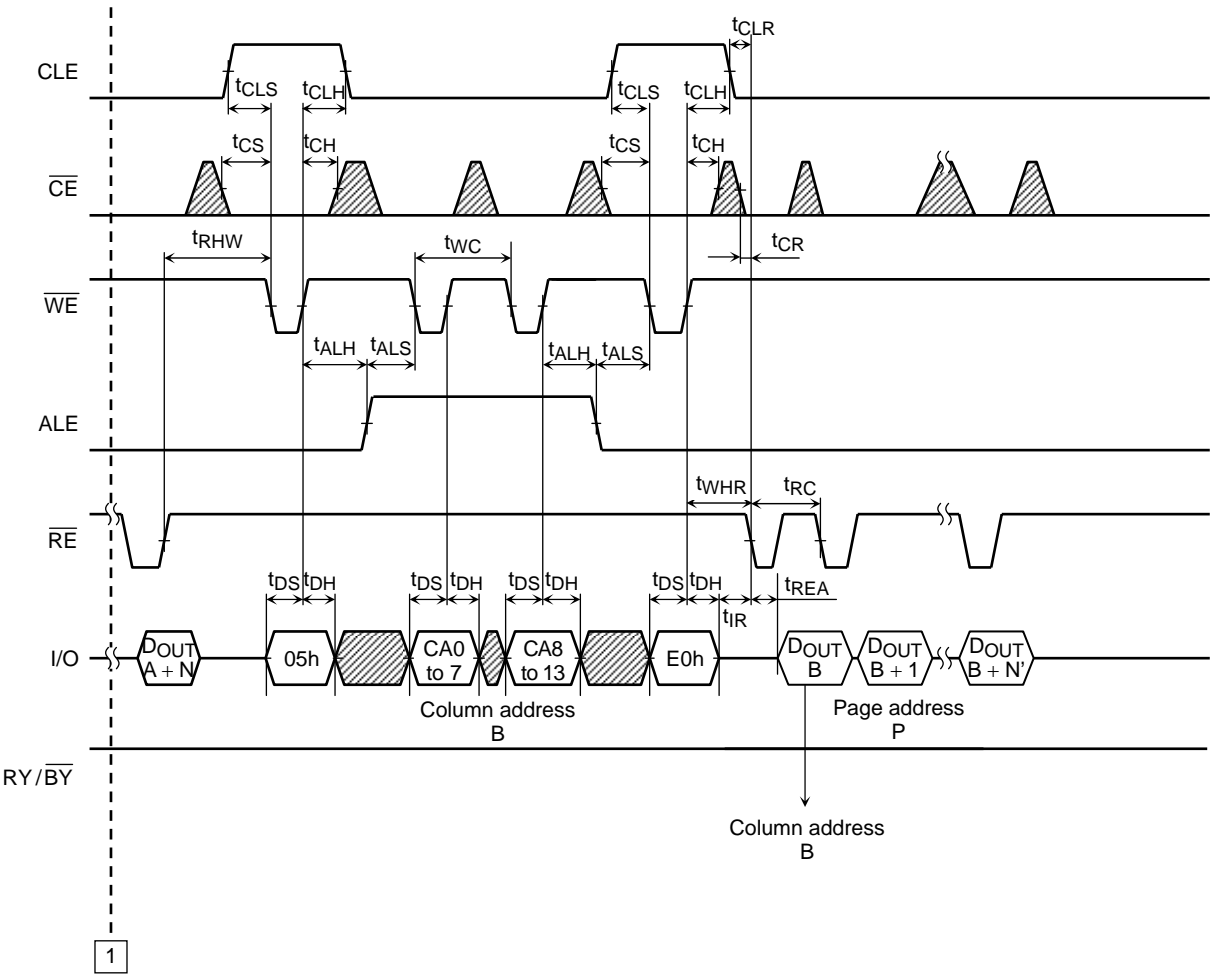 tCLR
CLE
tCLS
tCLH
tCLS
tCLH
tCS
tCH
tCS
tCH
CE
tRHW
tWC
tCR
WE
tALH
tALS
tALH
tALS
ALE
tWHR
tRC
RE
tDS
tDH
tDS
tDH
tDS
tDH
tDS
tDH
tREA
tIR
I/O
DOUT
A + N
05h
CA0
to 7
CA8
to 13
E0h
DOUT
B
DOUT
B + 1
DOUT
B + N'
Column address
B
Page address
P
RY/BY
Column address
B
1